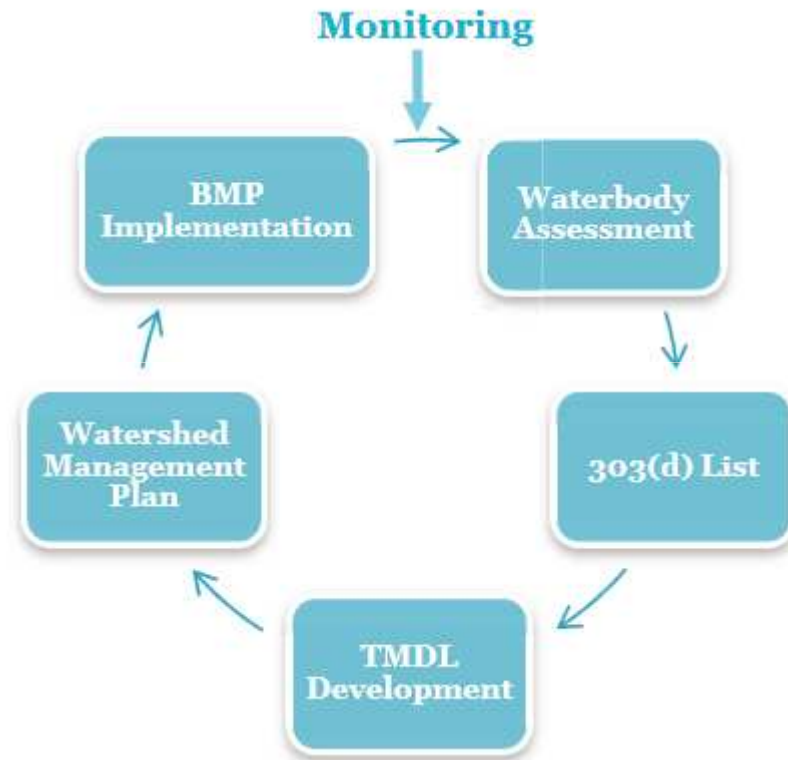 Monitoring
BMP
Implementation
Waterbody
Assessment
Watershed
Management
Plan
303(d) List
TMDL
Development